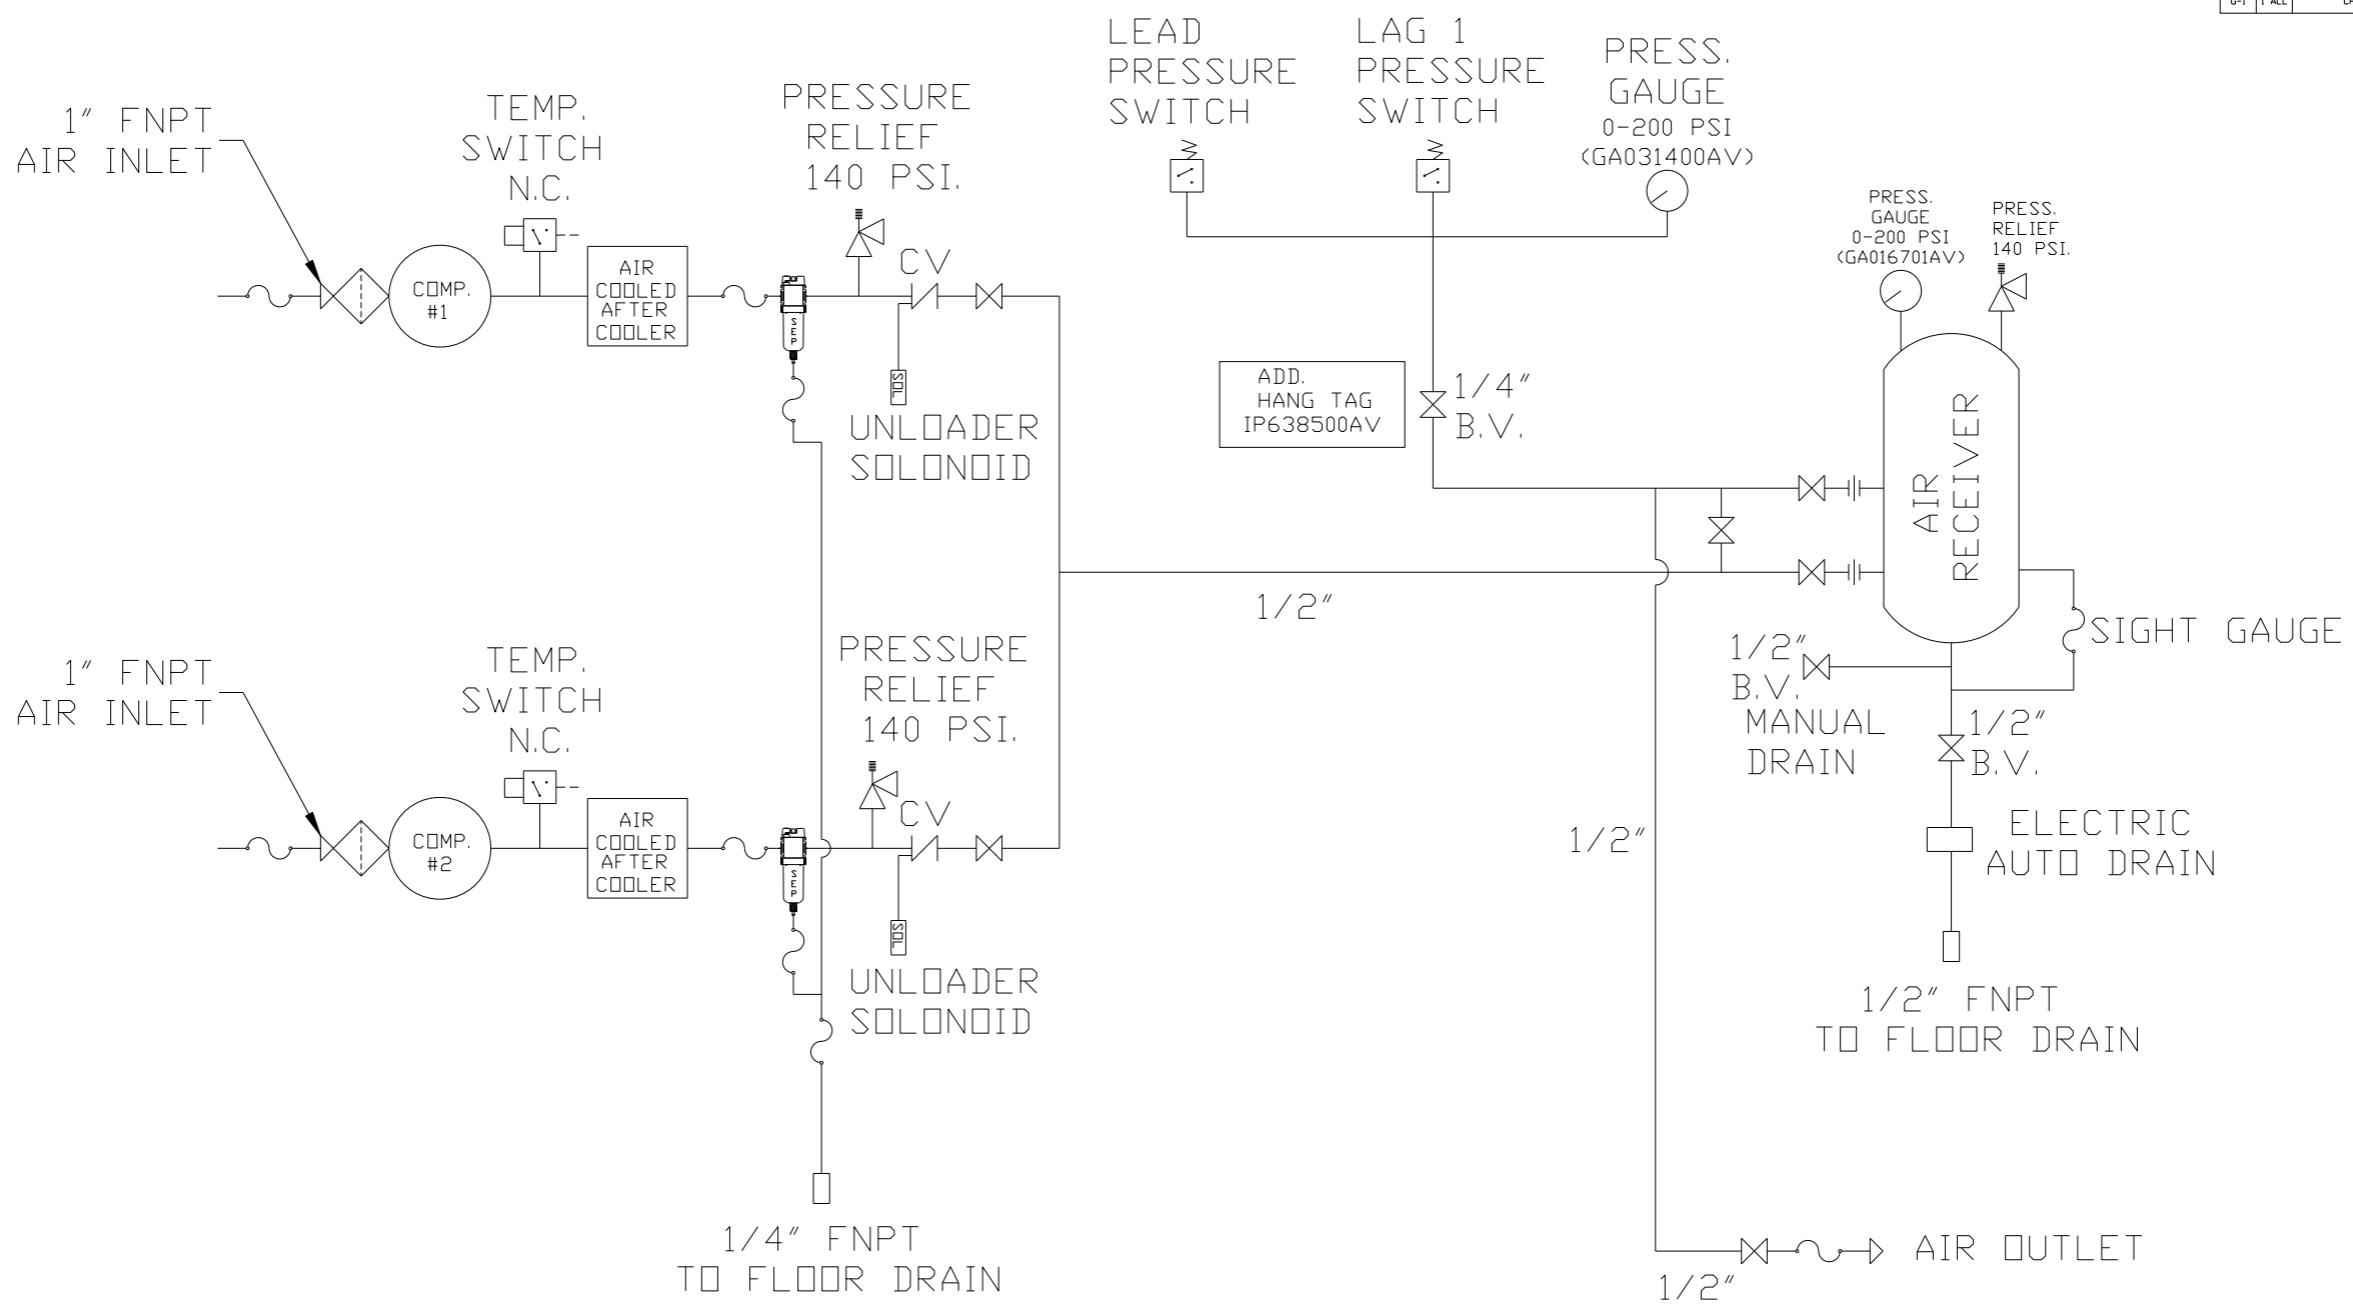 LEAD
PRESSURE
SWITCH
LAG 1
PRESSURE
SWITCH
PRESS.
GAUGE
0-200 PSI
(GA031400AV)
1" FNPT
AIR INLET
TEMP.
SWITCH
N.C.
PRESSURE
RELIEF
140 PSI.
CV
COMP.
#1
AIR
COOLED
AFTER
COOLER
SEP
SOL
UNLOADER
SOLONOID
ADD.
HANG TAG
IP638500AV
1/4"
B.V.
PRESS.
GAUGE
0-200 PSI
(GA016701AV)
PRESS.
RELIEF
140 PSI.
AIR
RECEIVER
1/2"
SIGHT GAUGE
1/2"
B.V.
MANUAL
DRAIN
1/2"
B.V.
ELECTRIC
AUTO DRAIN
1/2" FNPT
TO FLOOR DRAIN
1" FNPT
AIR INLET
TEMP.
SWITCH
N.C.
PRESSURE
RELIEF
140 PSI.
CV
COMP.
#2
AIR
COOLED
AFTER
COOLER
SEP
SOL
UNLOADER
SOLONOID
1/2"
1/4" FNPT
TO FLOOR DRAIN
AIR OUTLET
1/2"